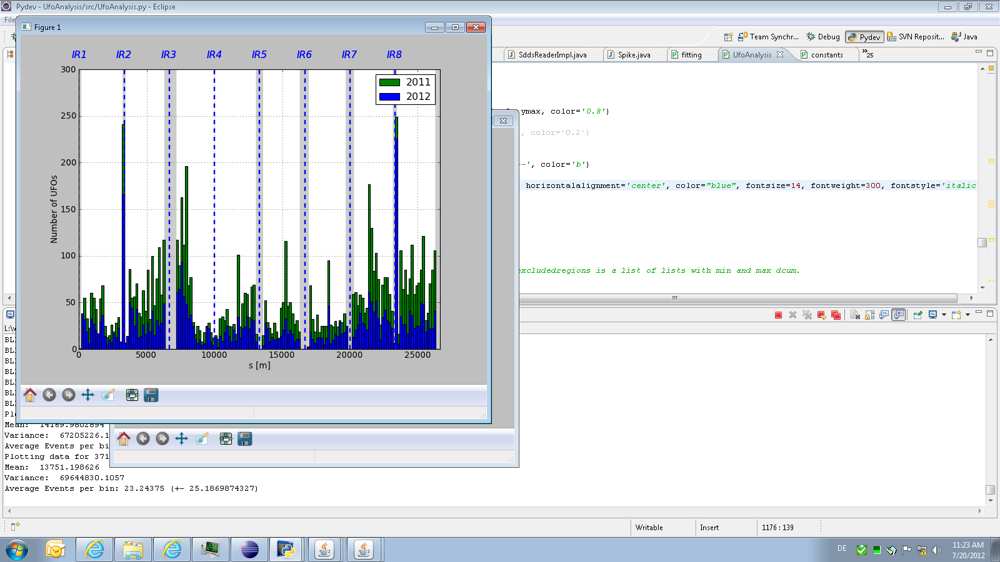 Pydev - UfoAnalysis/src/UfoAnalysis.py - Eclipse
File
Figure 1
Team Synchr...
Debug
Pydev
SVN Reposit...
Java
SddsReaderImpl.java
Spike.java
fitting
UfoAnalysis
constants
25
IR1 IR2 IR3 IR4 IR5 IR6 IR7 IR8
300
250
200
150
100
50
0
Number of UFOs
2011
2012
0 5000 10000 15000 20000 25000
s [m]
ymax, color='0.8')
, color='0.2')
-', color='b')
horizontalalignment='center', color="blue", fontsize=14, fontweight=300, fontstyle='italic
excludedregions is a list of lists with min and max dcum.
L:\
BL
BL
BL
BL
BL
BL
BL
Plo
Mean: 14169.9802894
Variance: 67205226.1
Average Events per bi
Plotting data for 371
Mean: 13751.198626
Variance: 69644830.1057
Average Events per bin: 23.24375 (+- 25.1869874327)
Writable
Insert
1176 : 139
DE
11:23 AM
7/20/2012